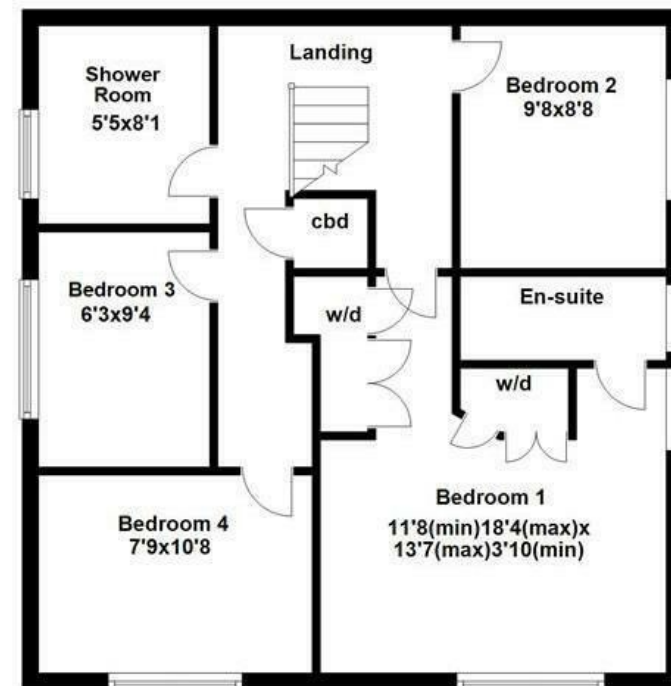 Landing
Shower
Room
5'5x8'1
Bedroom 2
9'8x8'8
cbd
Bedroom 3
6'3x9'4
w/d
En-suite
w/d
Bedroom 4
7'9x10'8
Bedroom 1
11'8(min)18'4(max)x
13'7(max)3'10(min)